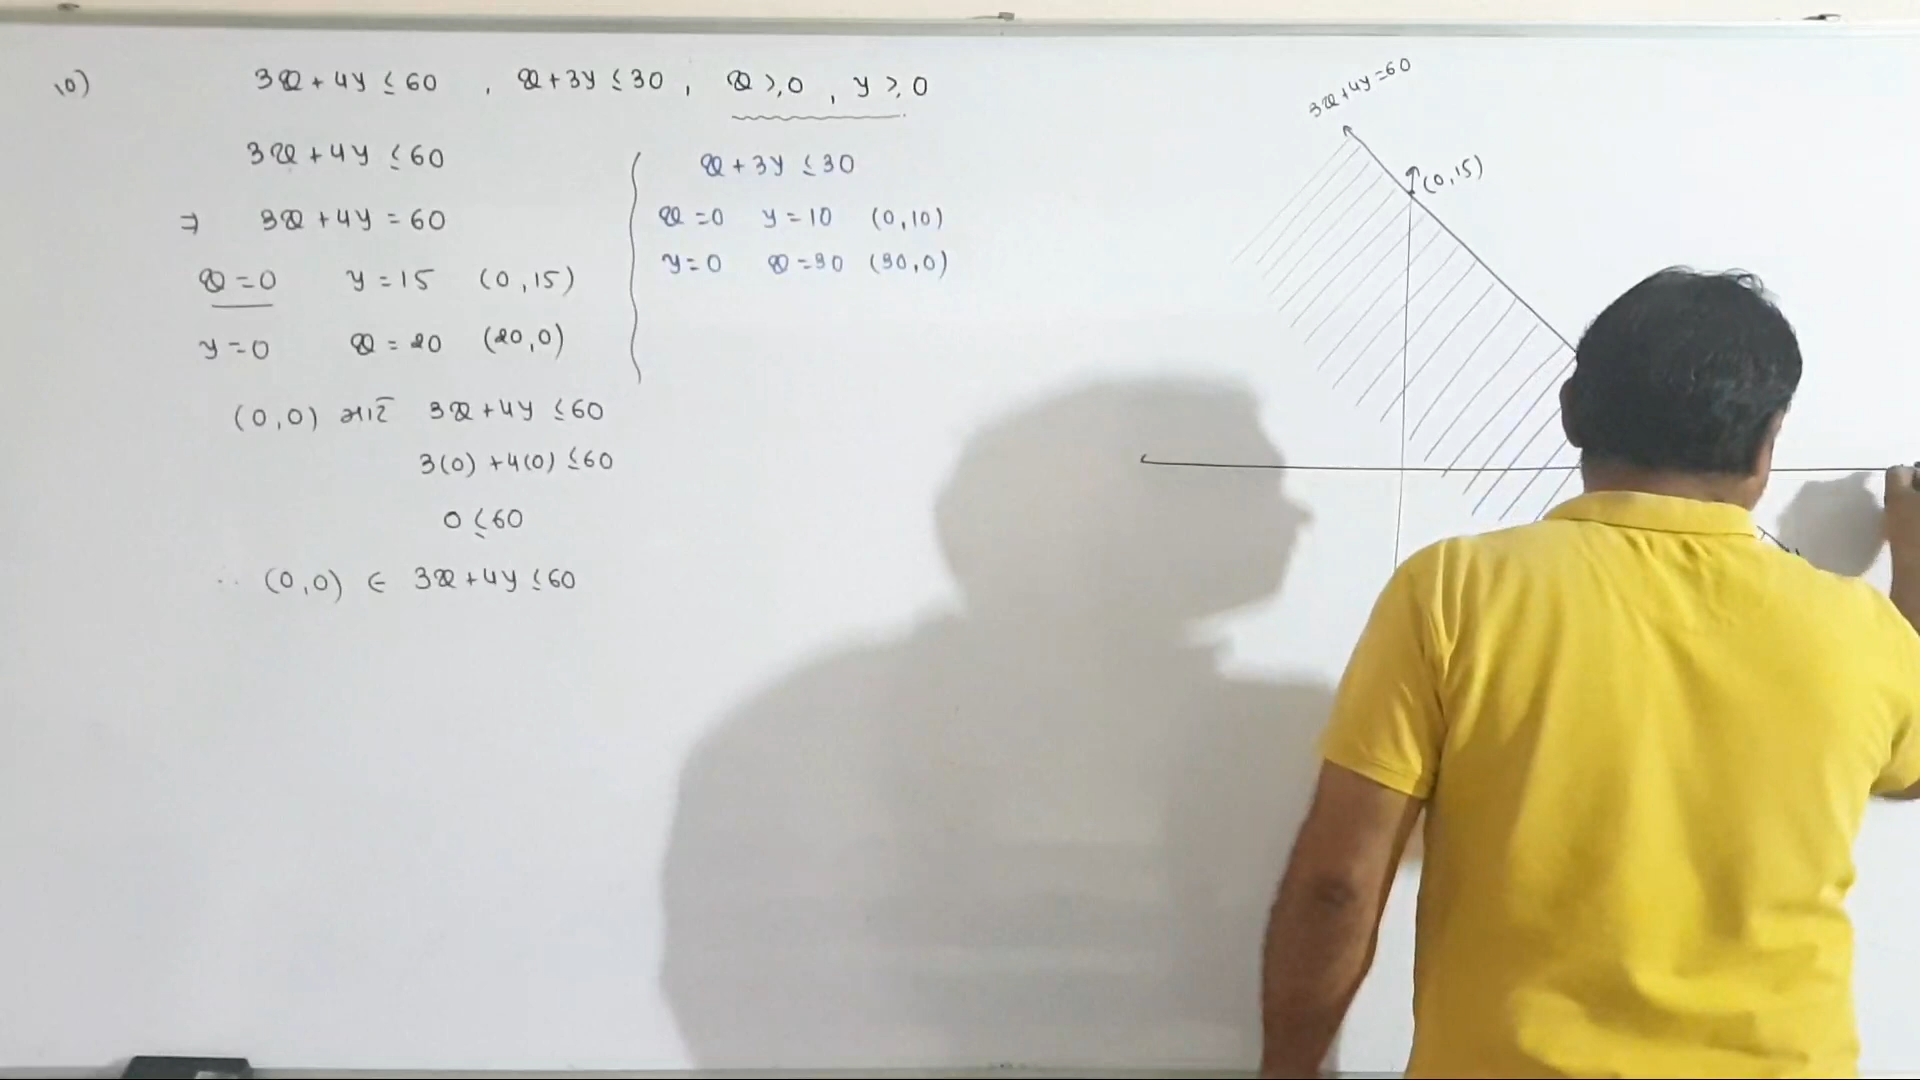 10) 3x + 4y ≤ 60 , x + 3y ≤ 30 , x ≥ 0 , y ≥ 0
3x + 4y ≤ 60
⇒ 3x + 4y = 60
x = 0 y = 15 (0,15)
y = 0 x = 20 (20,0)
(0,0) માટે 3x + 4y ≤ 60
3(0) + 4(0) ≤ 60
0 ≤ 60
∴ (0,0) ∈ 3x + 4y ≤ 60
x + 3y ≤ 30
x = 0 y = 10 (0,10)
y = 0 x = 30 (30,0)
3x + 4y = 60
(0,15)